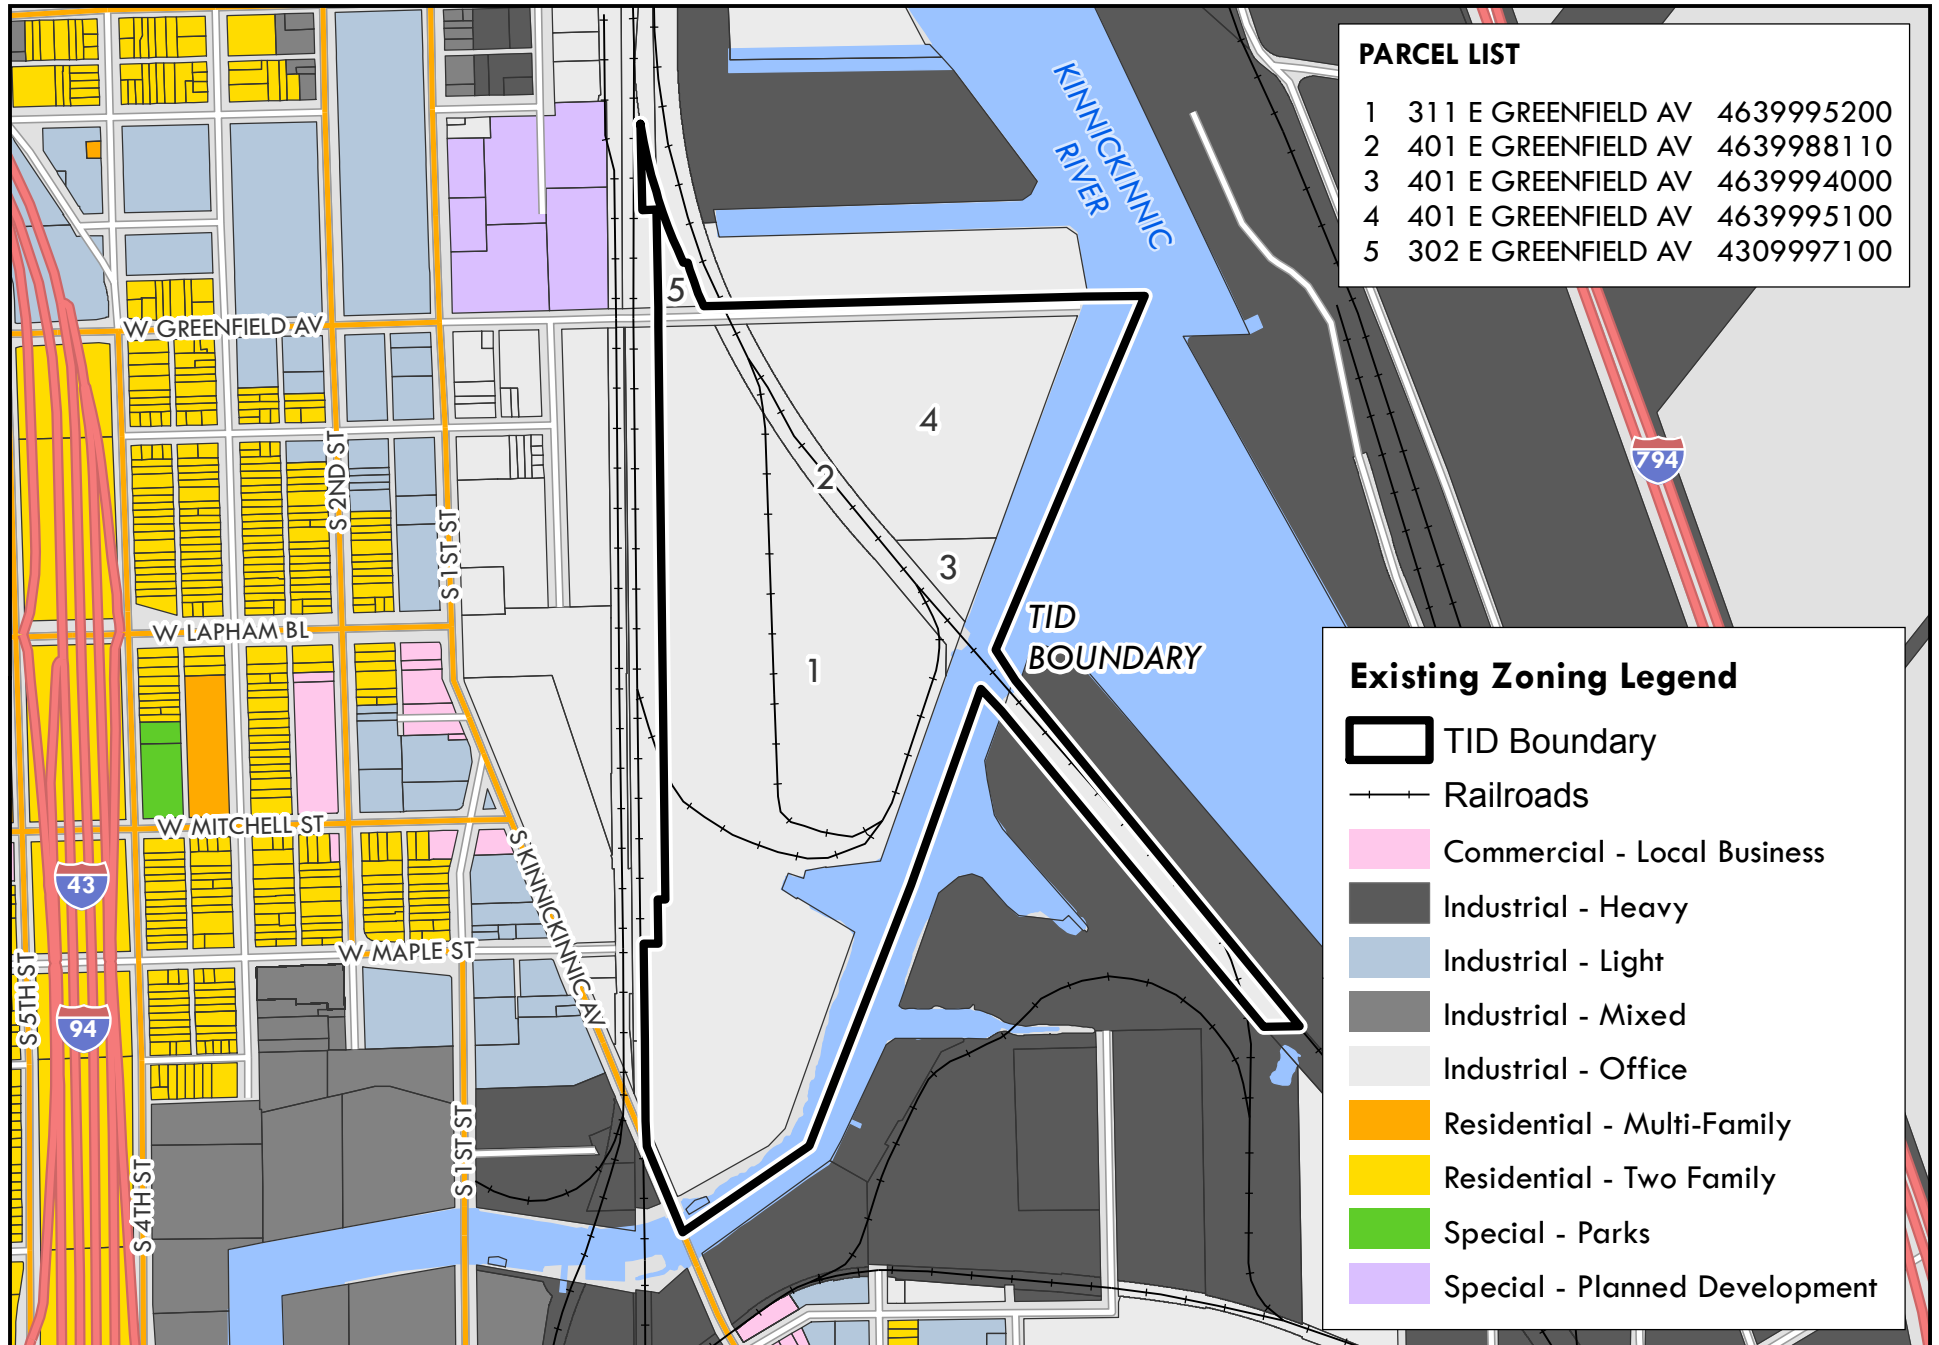 PARCEL LIST
1 311 E GREENFIELD AV 4639995200
2 401 E GREENFIELD AV 4639988110
3 401 E GREENFIELD AV 4639994000
4 401 E GREENFIELD AV 4639995100
5 302 E GREENFIELD AV 4309997100
KINNICKINNIC
RIVER
5
W GREENFIELD AV
4
2
794
S 2ND ST
S 1ST ST
3
TID
BOUNDARY
W LAPHAM BL
1
W MITCHELL ST
S KINNICKINNIC AV
43
W MAPLE ST
S 5TH ST
94
S 1ST ST
S 4TH ST
Existing Zoning Legend
TID Boundary
Railroads
Commercial - Local Business
Industrial - Heavy
Industrial - Light
Industrial - Mixed
Industrial - Office
Residential - Multi-Family
Residential - Two Family
Special - Parks
Special - Planned Development